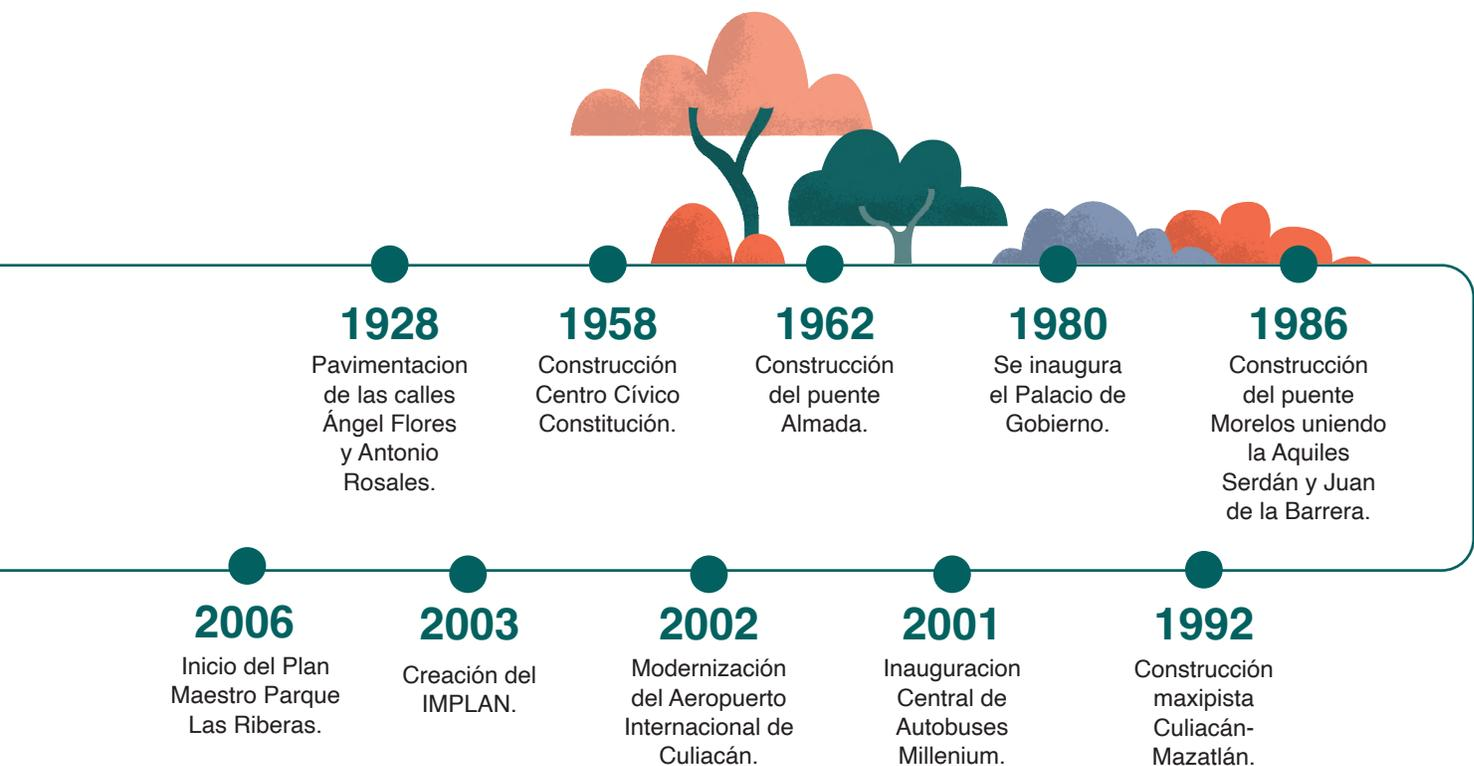 1928
Pavimentacion
de las calles
Ángel Flores
y Antonio
Rosales.
1958
Construcción
Centro Cívico
Constitución.
1962
Construcción
del puente
Almada.
1980
Se inaugura
el Palacio de
Gobierno.
1986
Construcción
del puente
Morelos uniendo
la Aquiles
Serdán y Juan
de la Barrera.
2006
Inicio del Plan
Maestro Parque
Las Riberas.
2003
Creación del
IMPLAN.
2002
Modernización
del Aeropuerto
Internacional de
Culiacán.
2001
Inauguracion
Central de
Autobuses
Millenium.
1992
Construcción
maxipista
Culiacán-
Mazatlán.